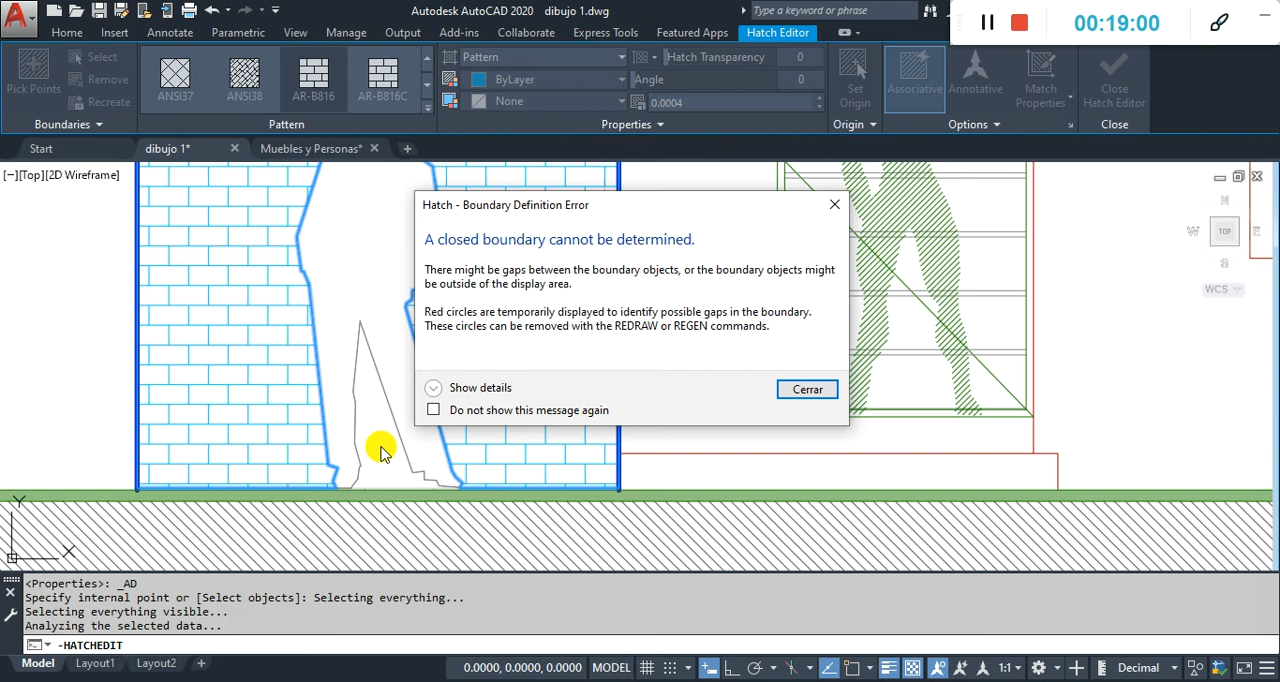 Autodesk AutoCAD 2020 dibujo 1.dwg
Type a keyword or phrase
00:19:00
Home Insert Annotate Parametric View Manage Output Add-ins Collaborate Express Tools Featured Apps Hatch Editor
Pick Points
Select
Remove
Recreate
Boundaries
ANSI37
ANSI38
AR-B816
AR-B816C
Pattern
Pattern
ByLayer
None
Hatch Transparency 0
Angle 0
0.0004
Properties
Set
Origin
Origin
Associative
Annotative
Match
Properties
Options
Close
Hatch Editor
Close
Start dibujo 1* Muebles y Personas*
[−][Top][2D Wireframe]
N
W TOP E
S
WCS
Hatch - Boundary Definition Error
A closed boundary cannot be determined.
There might be gaps between the boundary objects, or the boundary objects might
be outside of the display area.
Red circles are temporarily displayed to identify possible gaps in the boundary.
These circles can be removed with the REDRAW or REGEN commands.
Show details
Cerrar
Do not show this message again
Y
X
<Properties>: _AD
Specify internal point or [Select objects]: Selecting everything...
Selecting everything visible...
Analyzing the selected data...
-HATCHEDIT
Model Layout1 Layout2 +
0.0000, 0.0000, 0.0000 MODEL 1:1 Decimal